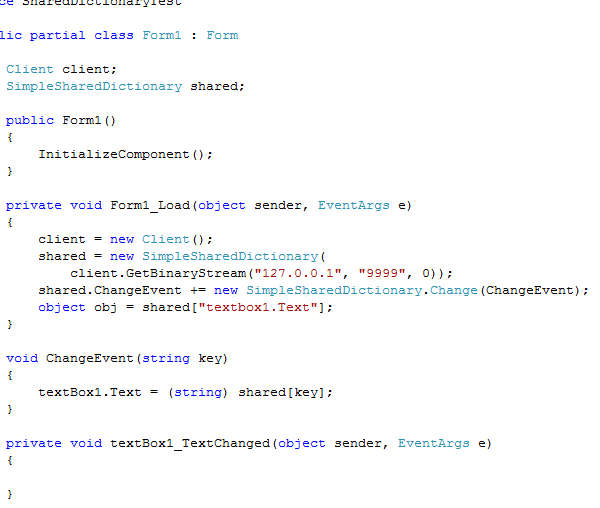 ce SharedDictionaryTest
lic partial class Form1 : Form
Client client;
SimpleSharedDictionary shared;
public Form1()
{
InitializeComponent();
}
private void Form1_Load(object sender, EventArgs e)
{
client = new Client();
shared = new SimpleSharedDictionary(
client.GetBinaryStream("127.0.0.1", "9999", 0));
shared.ChangeEvent += new SimpleSharedDictionary.Change(ChangeEvent);
object obj = shared["textbox1.Text"];
}
void ChangeEvent(string key)
{
textBox1.Text = (string) shared[key];
}
private void textBox1_TextChanged(object sender, EventArgs e)
{
}